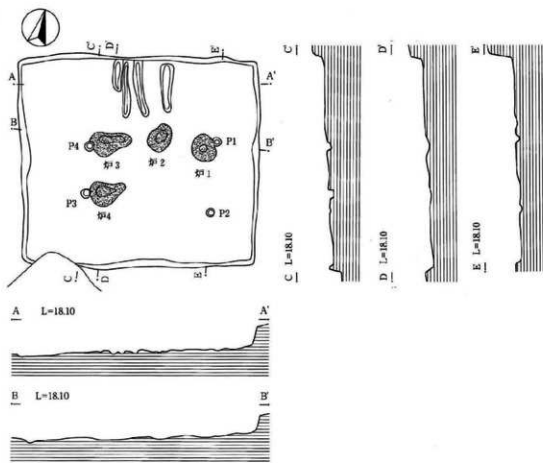 C
D'
E
A
A'
B
B'
P4
炉3
炉2
炉1
P1
P3
炉4
P2
C
D
E
C'
C L=18.10
D'
D L=18.10
E'
E L=18.10
A L=18.10 A'
B L=18.10 B'